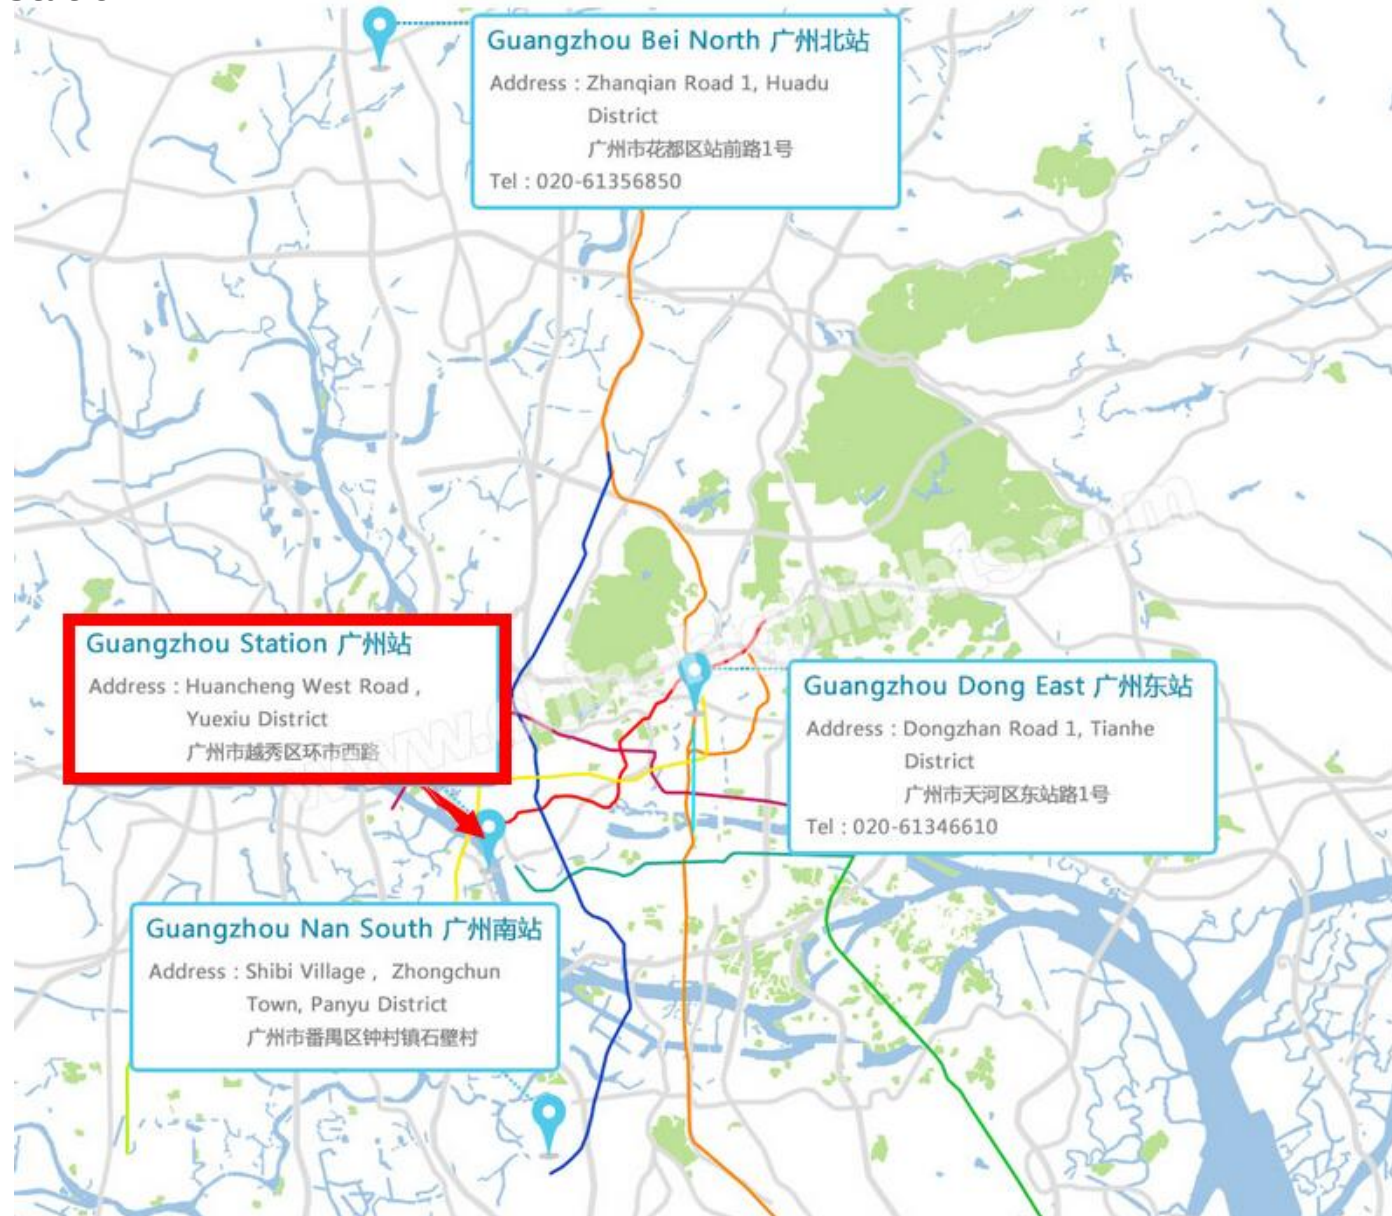 Guangzhou Bei North 广州北站
Address : Zhanqian Road 1, Huadu
District
广州市花都区站前路1号
Tel : 020-61356850
Guangzhou Station 广州站
Address : Huancheng West Road ,
Yuexiu District
广州市越秀区环市西路
Guangzhou Dong East 广州东站
Address : Dongzhan Road 1, Tianhe
District
广州市天河区东站路1号
Tel : 020-61346610
Guangzhou Nan South 广州南站
Address : Shibi Village , Zhongchun
Town, Panyu District
广州市番禺区钟村镇石壁村